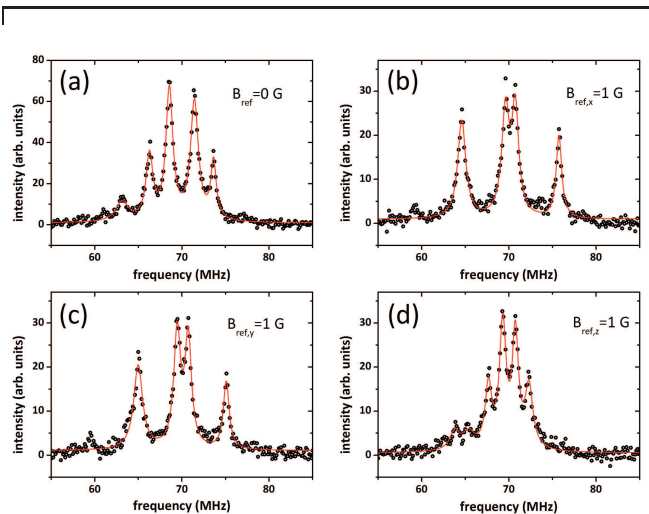 (a)
B_ref=0 G
80
60
40
20
0
intensity (arb. units)
60 70 80
frequency (MHz)
(b)
B_ref,x=1 G
40
30
20
10
0
intensity (arb. units)
60 70 80
frequency (MHz)
(c)
B_ref,y=1 G
30
20
10
0
intensity (arb. units)
60 70 80
frequency (MHz)
(d)
B_ref,z=1 G
30
20
10
0
intensity (arb. units)
60 70 80
frequency (MHz)